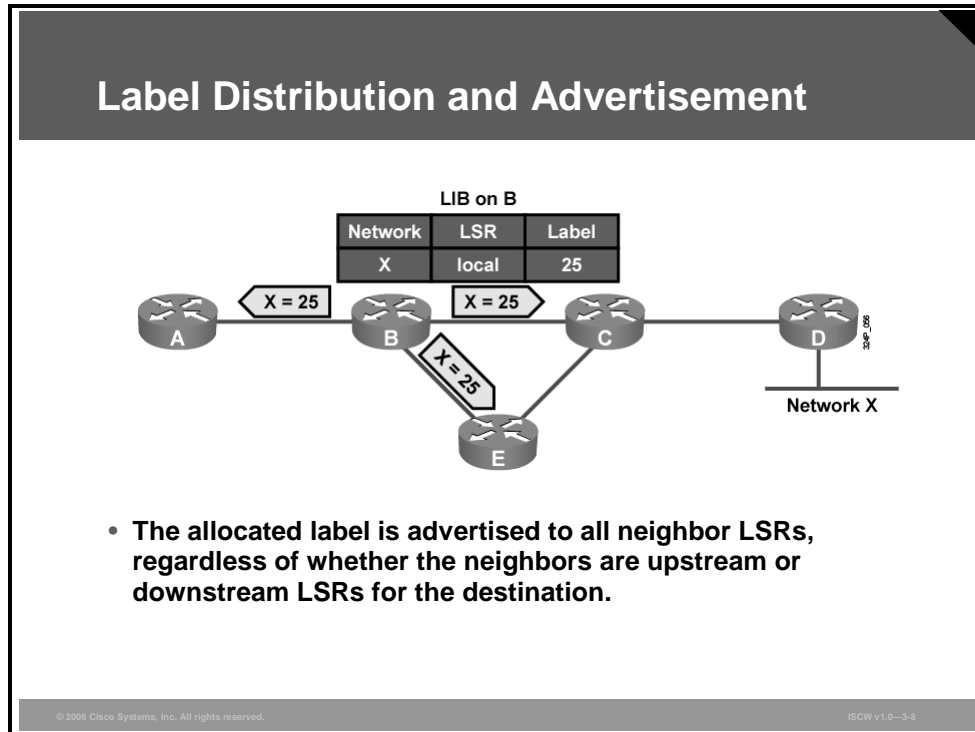 Label Distribution and Advertisement
LIB on B
Network LSR Label
X local 25
X = 25
X = 25
A
B
C
D
324P_056
X = 25
Network X
E
• The allocated label is advertised to all neighbor LSRs,
regardless of whether the neighbors are upstream or
downstream LSRs for the destination.
© 2006 Cisco Systems, Inc. All rights reserved.
ISCW v1.0—3-8